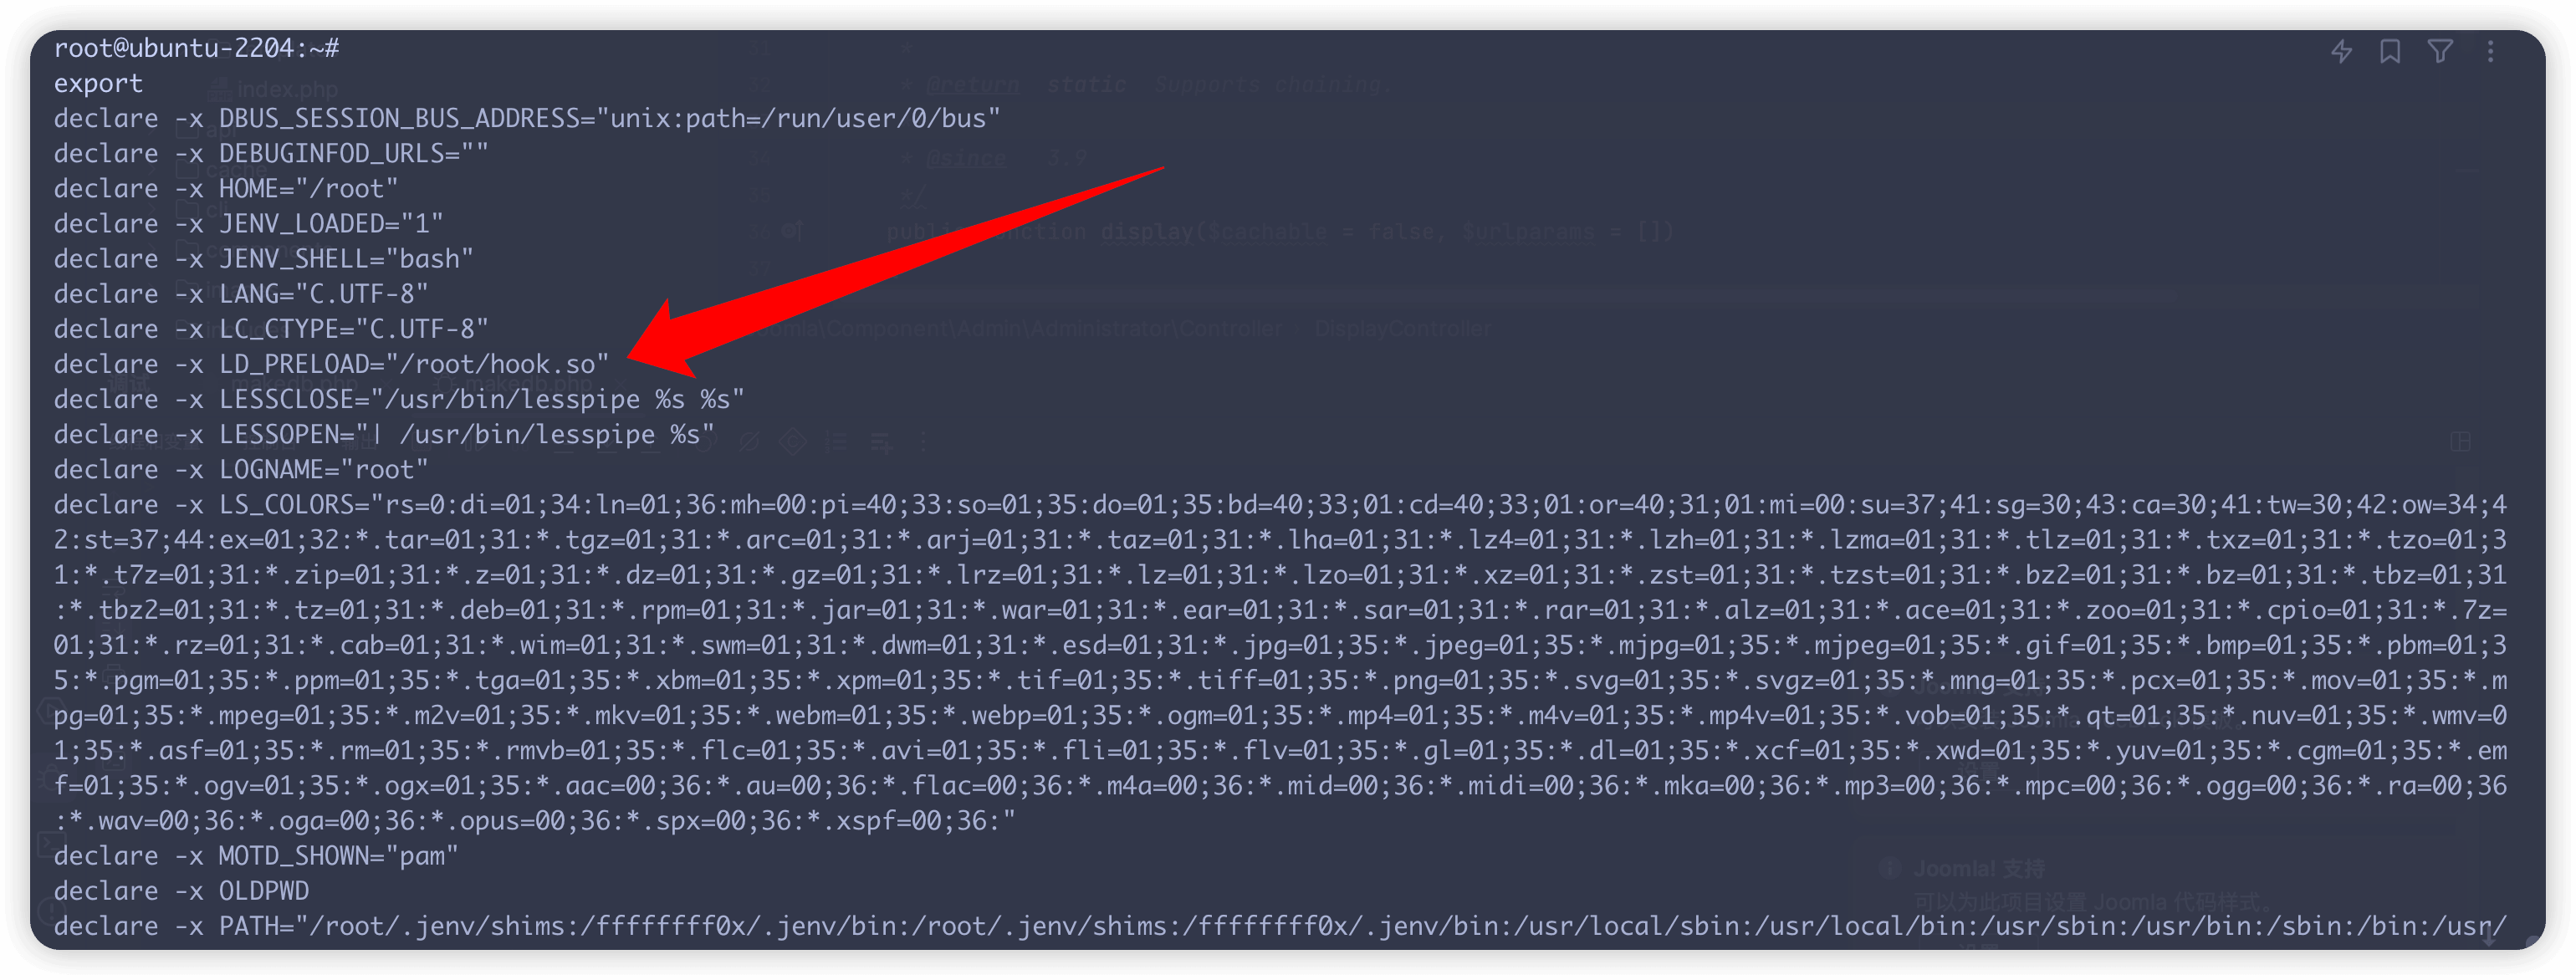 root@ubuntu-2204:~#
export
declare -x DBUS_SESSION_BUS_ADDRESS="unix:path=/run/user/0/bus"
declare -x DEBUGINFOD_URLS=""
declare -x HOME="/root"
declare -x JENV_LOADED="1"
declare -x JENV_SHELL="bash"
declare -x LANG="C.UTF-8"
declare -x LC_CTYPE="C.UTF-8"
declare -x LD_PRELOAD="/root/hook.so"
declare -x LESSCLOSE="/usr/bin/lesspipe %s %s"
declare -x LESSOPEN="| /usr/bin/lesspipe %s"
declare -x LOGNAME="root"
declare -x LS_COLORS="rs=0:di=01;34:ln=01;36:mh=00:pi=40;33:so=01;35:do=01;35:bd=40;33;01:cd=40;33;01:or=40;31;01:mi=00:su=37;41:sg=30;43:ca=30;41:tw=30;42:ow=34;4
2:st=37;44:ex=01;32:*.tar=01;31:*.tgz=01;31:*.arc=01;31:*.arj=01;31:*.taz=01;31:*.lha=01;31:*.lz4=01;31:*.lzh=01;31:*.lzma=01;31:*.tlz=01;31:*.txz=01;31:*.tzo=01;3
1:*.t7z=01;31:*.zip=01;31:*.z=01;31:*.dz=01;31:*.gz=01;31:*.lrz=01;31:*.lz=01;31:*.lzo=01;31:*.xz=01;31:*.zst=01;31:*.tzst=01;31:*.bz2=01;31:*.bz=01;31:*.tbz=01;31
:*.tbz2=01;31:*.tz=01;31:*.deb=01;31:*.rpm=01;31:*.jar=01;31:*.war=01;31:*.ear=01;31:*.sar=01;31:*.rar=01;31:*.alz=01;31:*.ace=01;31:*.zoo=01;31:*.cpio=01;31:*.7z=
01;31:*.rz=01;31:*.cab=01;31:*.wim=01;31:*.swm=01;31:*.dwm=01;31:*.esd=01;31:*.jpg=01;35:*.jpeg=01;35:*.mjpg=01;35:*.mjpeg=01;35:*.gif=01;35:*.bmp=01;35:*.pbm=01;3
5:*.pgm=01;35:*.ppm=01;35:*.tga=01;35:*.xbm=01;35:*.xpm=01;35:*.tif=01;35:*.tiff=01;35:*.png=01;35:*.svg=01;35:*.svgz=01;35:*.mng=01;35:*.pcx=01;35:*.mov=01;35:*.m
pg=01;35:*.mpeg=01;35:*.m2v=01;35:*.mkv=01;35:*.webm=01;35:*.webp=01;35:*.ogm=01;35:*.mp4=01;35:*.m4v=01;35:*.mp4v=01;35:*.vob=01;35:*.qt=01;35:*.nuv=01;35:*.wmv=0
1;35:*.asf=01;35:*.rm=01;35:*.rmvb=01;35:*.flc=01;35:*.avi=01;35:*.fli=01;35:*.flv=01;35:*.gl=01;35:*.dl=01;35:*.xcf=01;35:*.xwd=01;35:*.yuv=01;35:*.cgm=01;35:*.em
f=01;35:*.ogv=01;35:*.ogx=01;35:*.aac=00;36:*.au=00;36:*.flac=00;36:*.m4a=00;36:*.mid=00;36:*.midi=00;36:*.mka=00;36:*.mp3=00;36:*.mpc=00;36:*.ogg=00;36:*.ra=00;36
:*.wav=00;36:*.oga=00;36:*.opus=00;36:*.spx=00;36:*.xspf=00;36:"
declare -x MOTD_SHOWN="pam"
declare -x OLDPWD
declare -x PATH="/root/.jenv/shims:/ffffffff0x/.jenv/bin:/root/.jenv/shims:/ffffffff0x/.jenv/bin:/usr/local/sbin:/usr/local/bin:/usr/sbin:/usr/bin:/sbin:/bin:/usr/